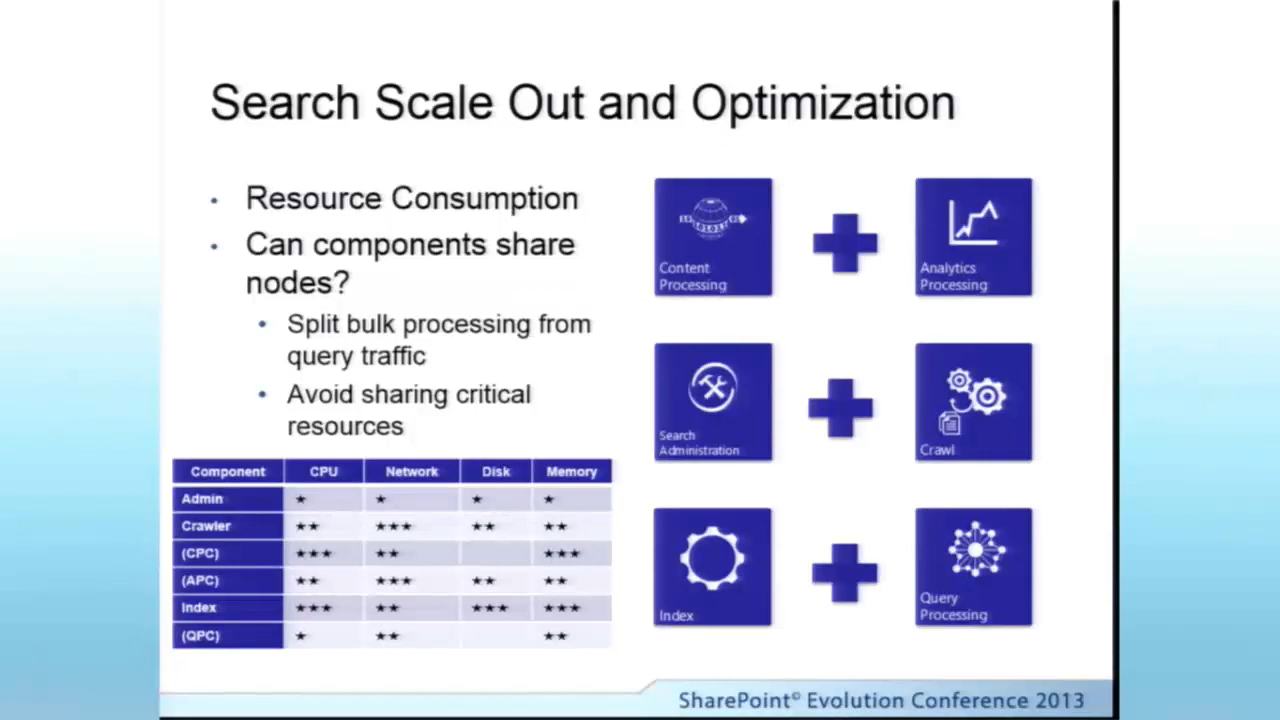 Search Scale Out and Optimization
• Resource Consumption
• Can components share
nodes?
• Split bulk processing from
query traffic
• Avoid sharing critical
resources
Component CPU Network Disk Memory
Admin ★ ★ ★ ★
Crawler ★★ ★★★ ★★ ★★
(CPC) ★★★ ★★ ★★★
(APC) ★★ ★★★ ★★ ★★
Index ★★★ ★★ ★★★ ★★★
(QPC) ★ ★★ ★★
Content
Processing
Analytics
Processing
Search
Administration
Crawl
Index
Query
Processing
SharePoint© Evolution Conference 2013